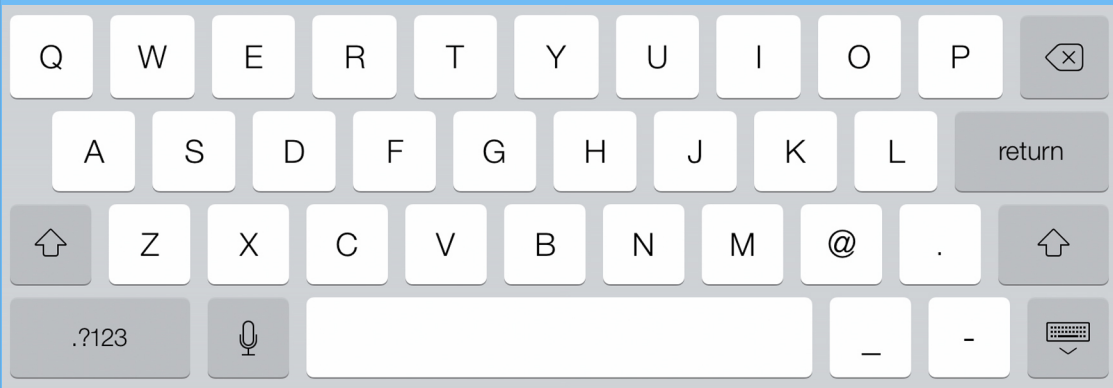 Q W E R T Y U I O P
A S D F G H J K L return
Z X C V B N M @ .
.?123 _ -